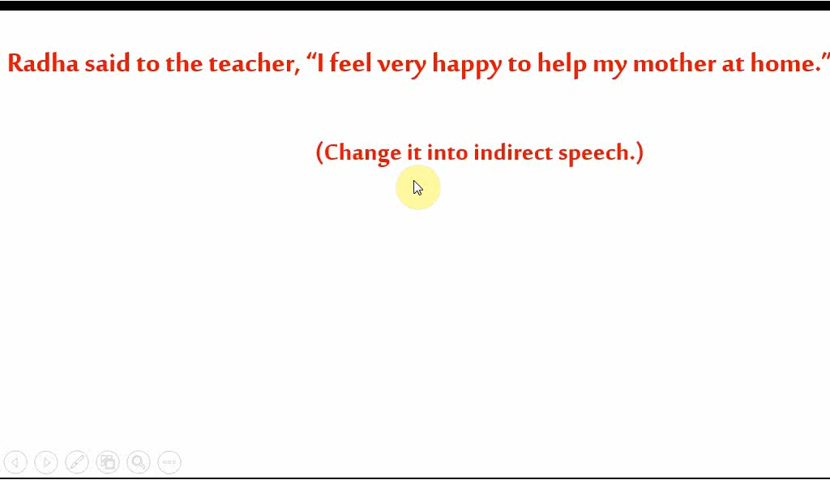 Radha said to the teacher, “I feel very happy to help my mother at home.”
(Change it into indirect speech.)